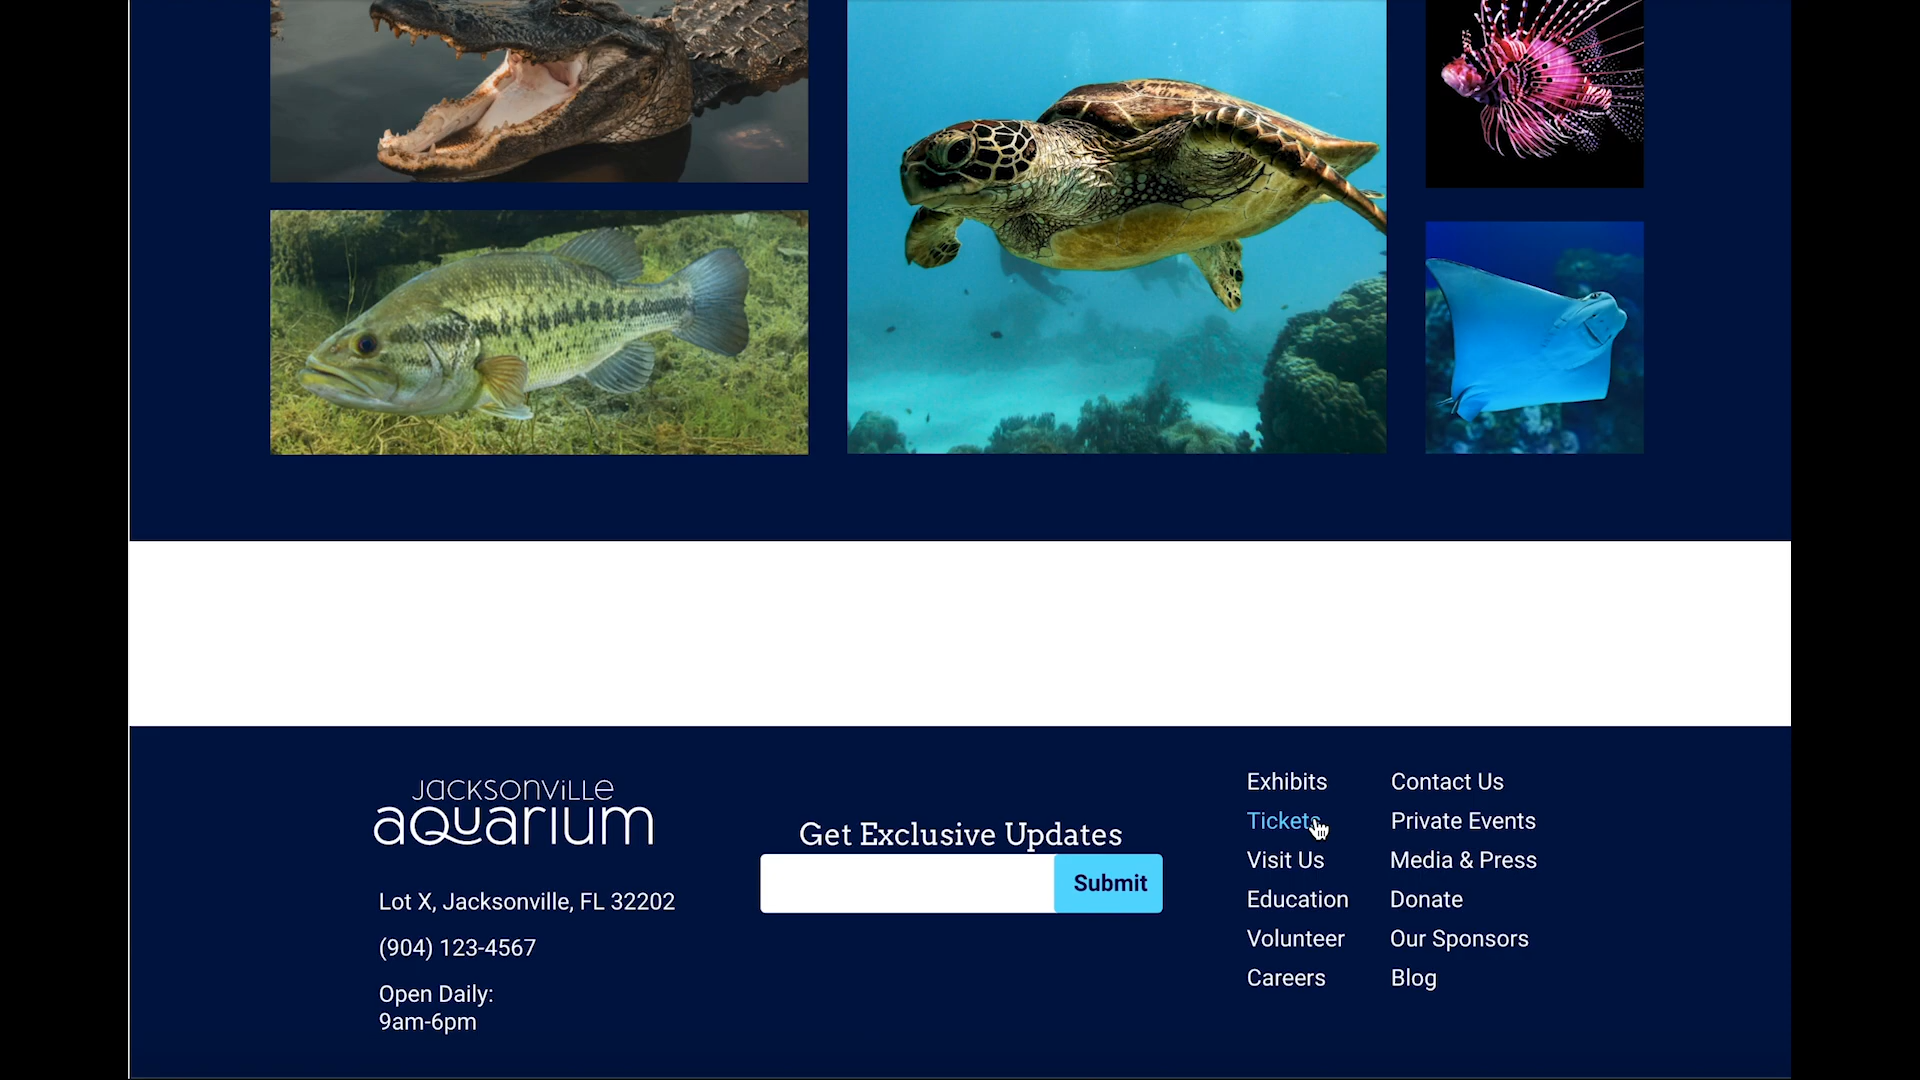 Jacksonville
aquarium
Lot X, Jacksonville, FL 32202
(904) 123-4567
Open Daily:
9am-6pm
Get Exclusive Updates
Submit
Exhibits
Tickets
Visit Us
Education
Volunteer
Careers
Contact Us
Private Events
Media & Press
Donate
Our Sponsors
Blog